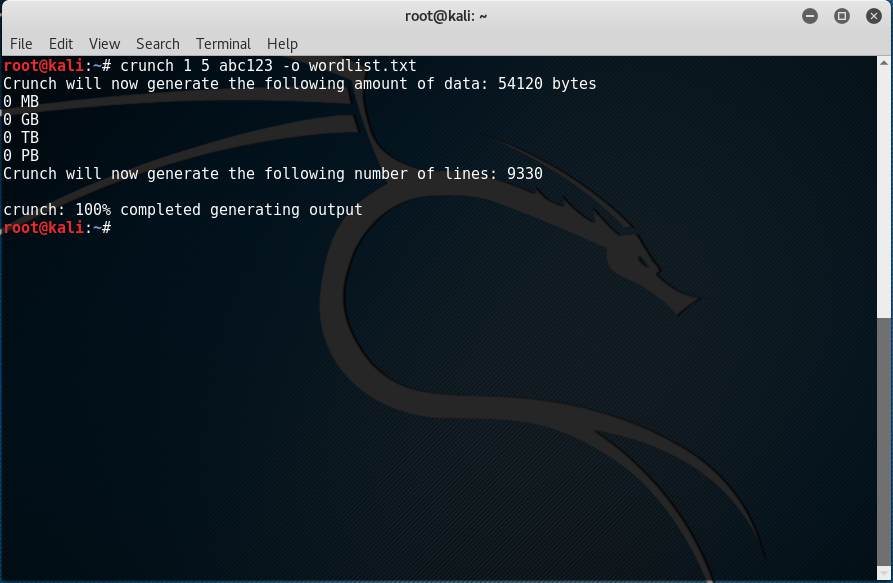 root@kali: ~
File Edit View Search Terminal Help
root@kali:~# crunch 1 5 abc123 -o wordlist.txt
Crunch will now generate the following amount of data: 54120 bytes
0 MB
0 GB
0 TB
0 PB
Crunch will now generate the following number of lines: 9330
crunch: 100% completed generating output
root@kali:~#